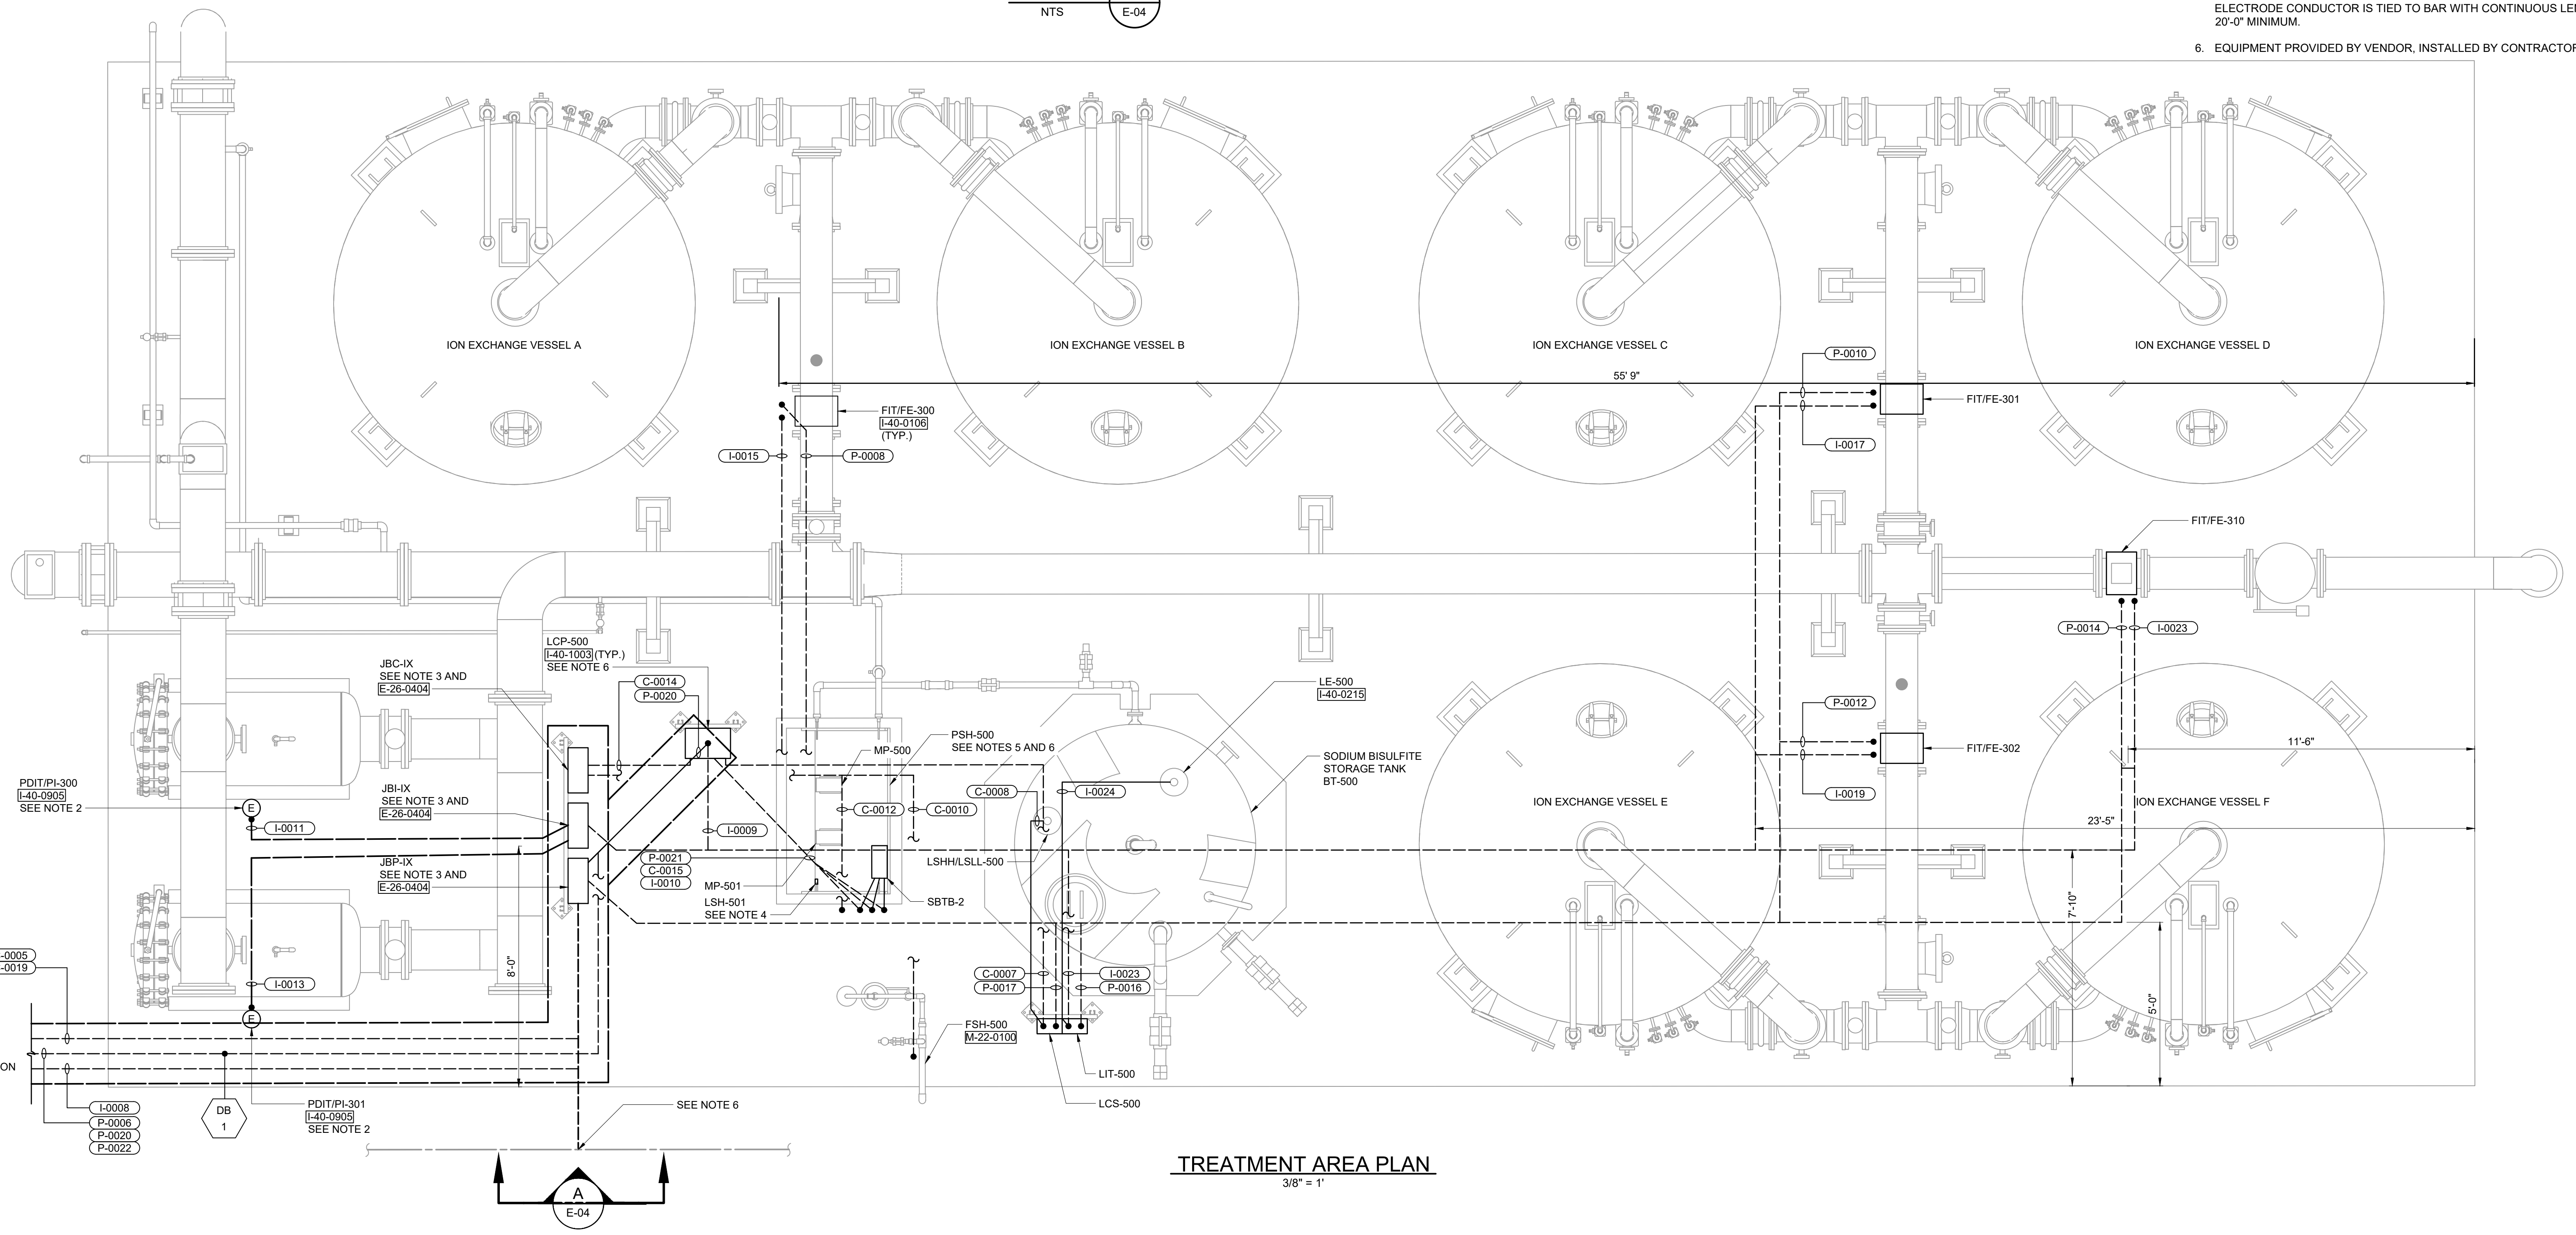 NTS
E-04
ELECTRODE CONDUCTOR IS TIED TO BAR WITH CONTINUOUS
20'-0" MINIMUM.
6. EQUIPMENT PROVIDED BY VENDOR, INSTALLED BY CONTRACTOR
ION EXCHANGE VESSEL A
ION EXCHANGE VESSEL B
ION EXCHANGE VESSEL C
ION EXCHANGE VESSEL D
P-0010
55' 9"
FIT/FE-300
I-40-0106
(TYP.)
FIT/FE-301
I-0017
I-0015
P-0008
FIT/FE-310
P-0014
I-0023
LCP-500
I-40-1003 (TYP.)
SEE NOTE 6
JBC-IX
SEE NOTE 3 AND
E-26-0404
C-0014
P-0020
LE-500
I-40-0215
P-0012
PSH-500
SEE NOTES 5 AND 6
MP-500
FIT/FE-302
11'-6"
SODIUM BISULFITE
STORAGE TANK
BT-500
PDIT/PI-300
I-40-0905
SEE NOTE 2
JBI-IX
SEE NOTE 3 AND
E-26-0404
C-0008
I-0024
I-0019
E
C-0012
C-0010
ION EXCHANGE VESSEL E
ION EXCHANGE VESSEL F
I-0011
I-0009
23'-5"
JBP-IX
SEE NOTE 3 AND
E-26-0404
P-0021
C-0015
I-0010
LSHH/LSLL-500
MP-501
LSH-501
SEE NOTE 4
SBTB-2
7'-10"
-0005
-0019
8'-0"
I-0013
C-0007
P-0017
I-0023
P-0016
5'-0"
E
FSH-500
M-22-0100
ON
LIT-500
LCS-500
I-0008
P-0006
P-0020
P-0022
DB
1
PDIT/PI-301
I-40-0905
SEE NOTE 2
SEE NOTE 6
TREATMENT AREA PLAN
3/8" = 1'
A
E-04